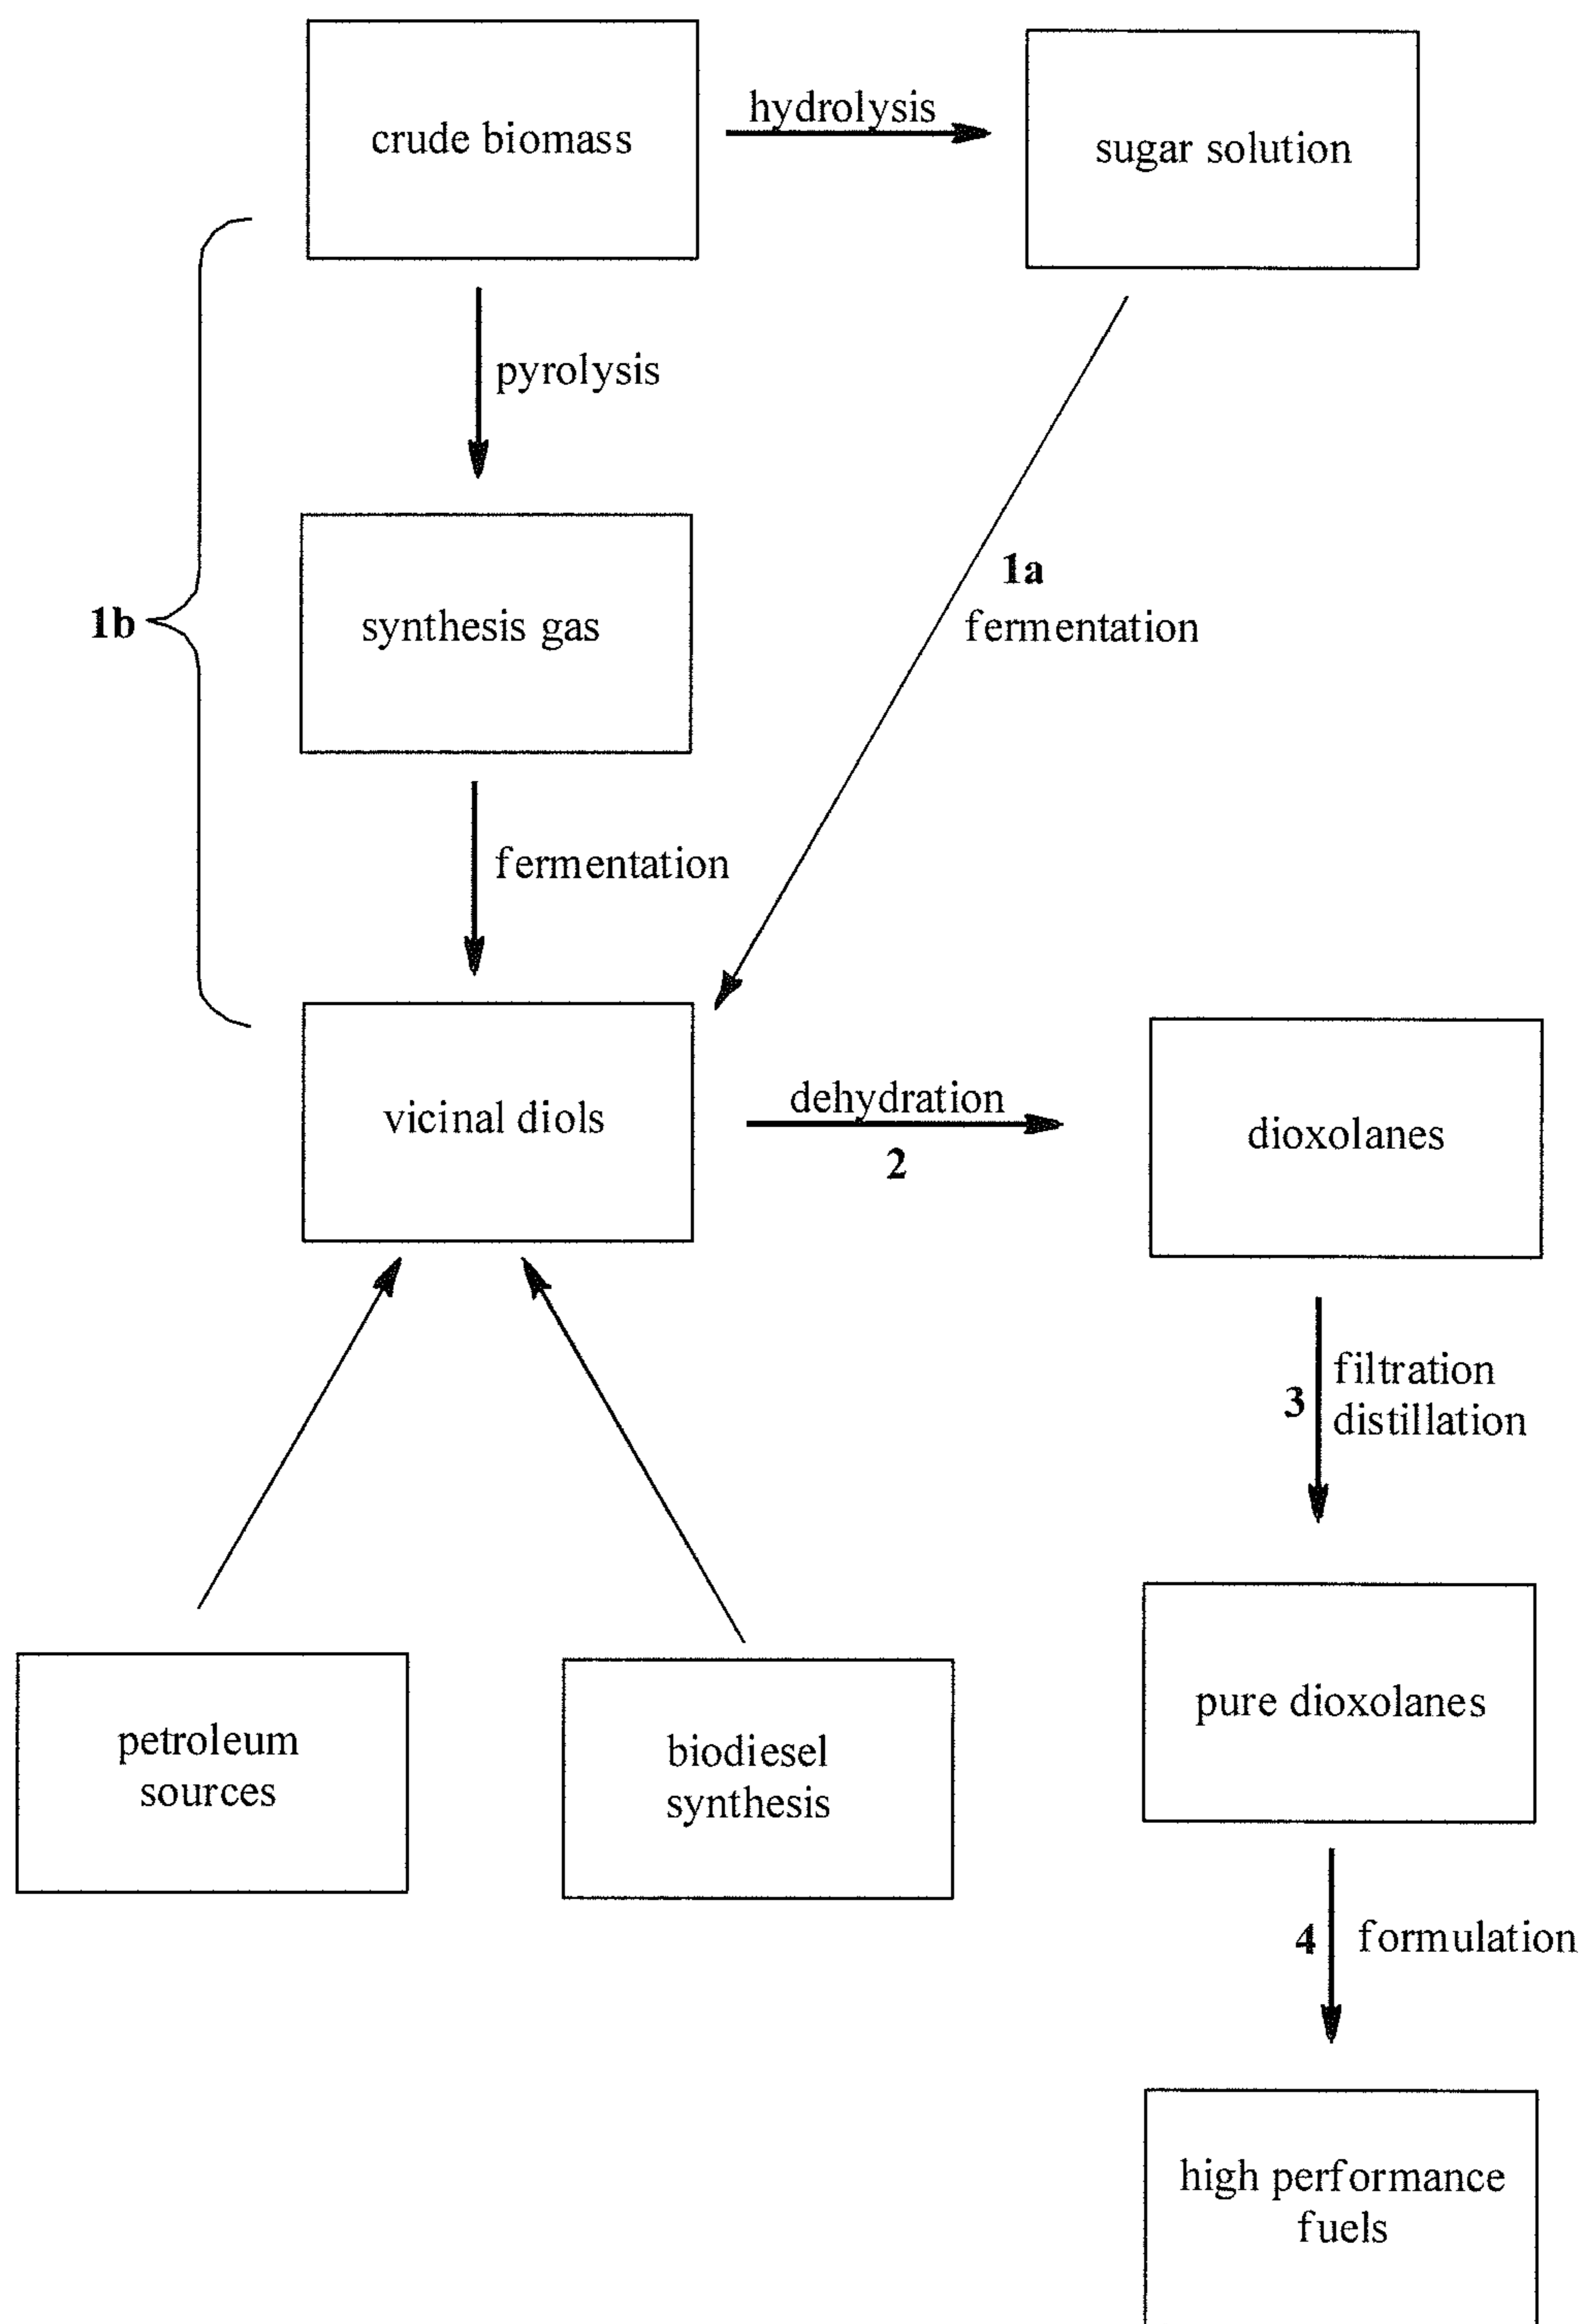 crude biomass
hydrolysis
sugar solution
pyrolysis
1b
synthesis gas
1a
fermentation
fermentation
vicinal diols
dehydration
2
dioxolanes
3
filtration
distillation
petroleum
sources
biodiesel
synthesis
pure dioxolanes
4
formulation
high performance
fuels